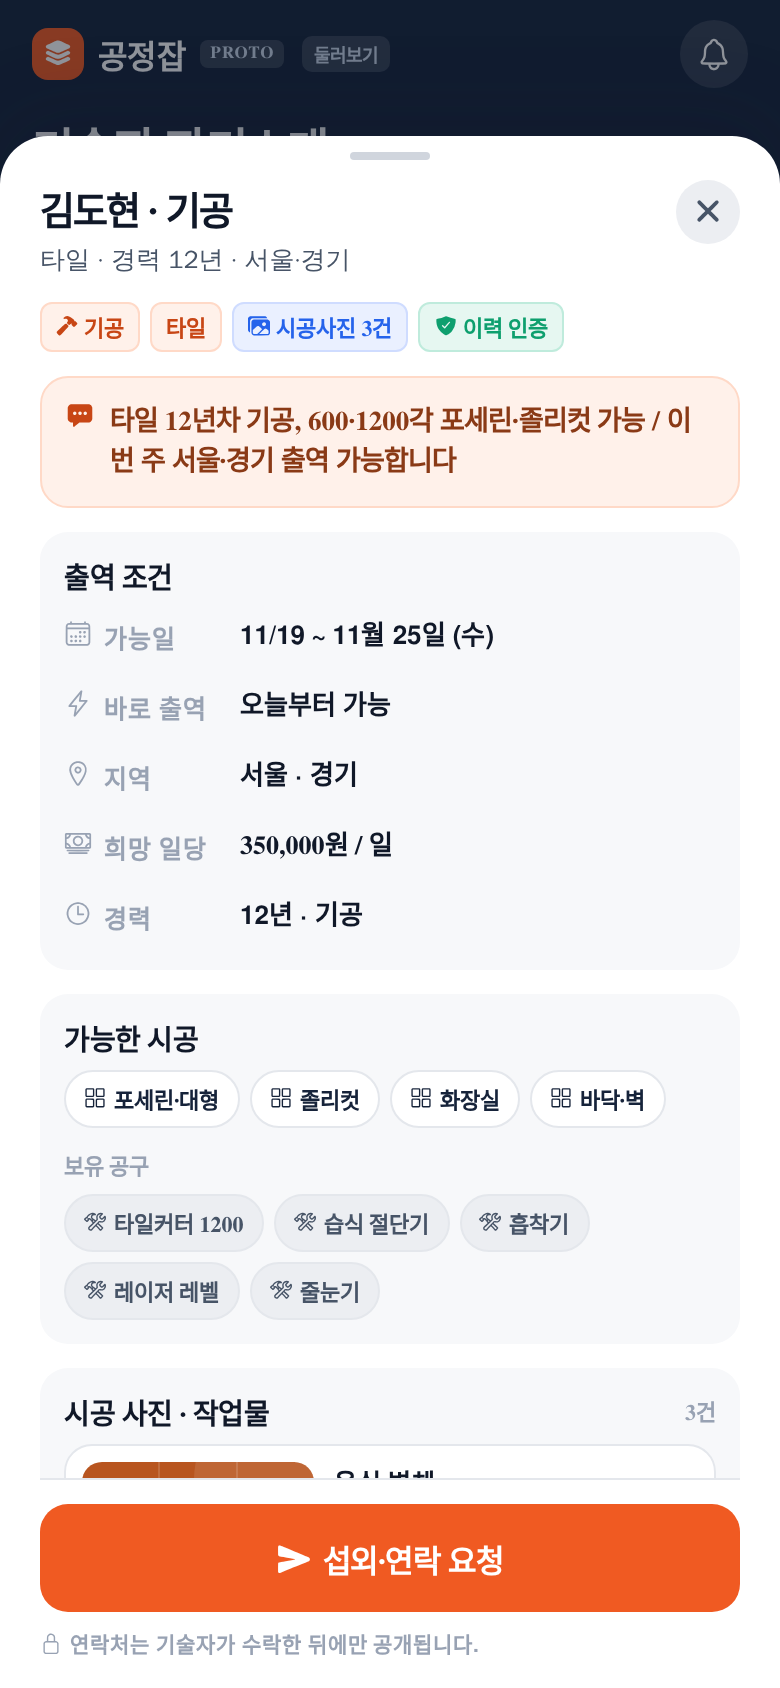 공정잡 PROTO 둘러보기
김도현 · 기공
타일 · 경력 12년 · 서울·경기
기공 타일 시공사진 3건 이력 인증
타일 12년차 기공, 600·1200각 포세린·졸리컷 가능 / 이
번 주 서울·경기 출역 가능합니다
출역 조건
가능일 11/19 ~ 11월 25일 (수)
바로 출역 오늘부터 가능
지역 서울 · 경기
희망 일당 350,000원 / 일
경력 12년 · 기공
가능한 시공
포세린·대형 졸리컷 화장실 바닥·벽
보유 공구
타일커터 1200 습식 절단기 흡착기
레이저 레벨 줄눈기
시공 사진 · 작업물 3건
섭외·연락 요청
연락처는 기술자가 수락한 뒤에만 공개됩니다.